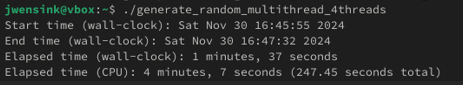 jwensink@vbox:~$ ./generate_random_multithread_4threads
Start time (wall-clock): Sat Nov 30 16:45:55 2024
End time (wall-clock): Sat Nov 30 16:47:32 2024
Elapsed time (wall-clock): 1 minutes, 37 seconds
Elapsed time (CPU): 4 minutes, 7 seconds (247.45 seconds total)